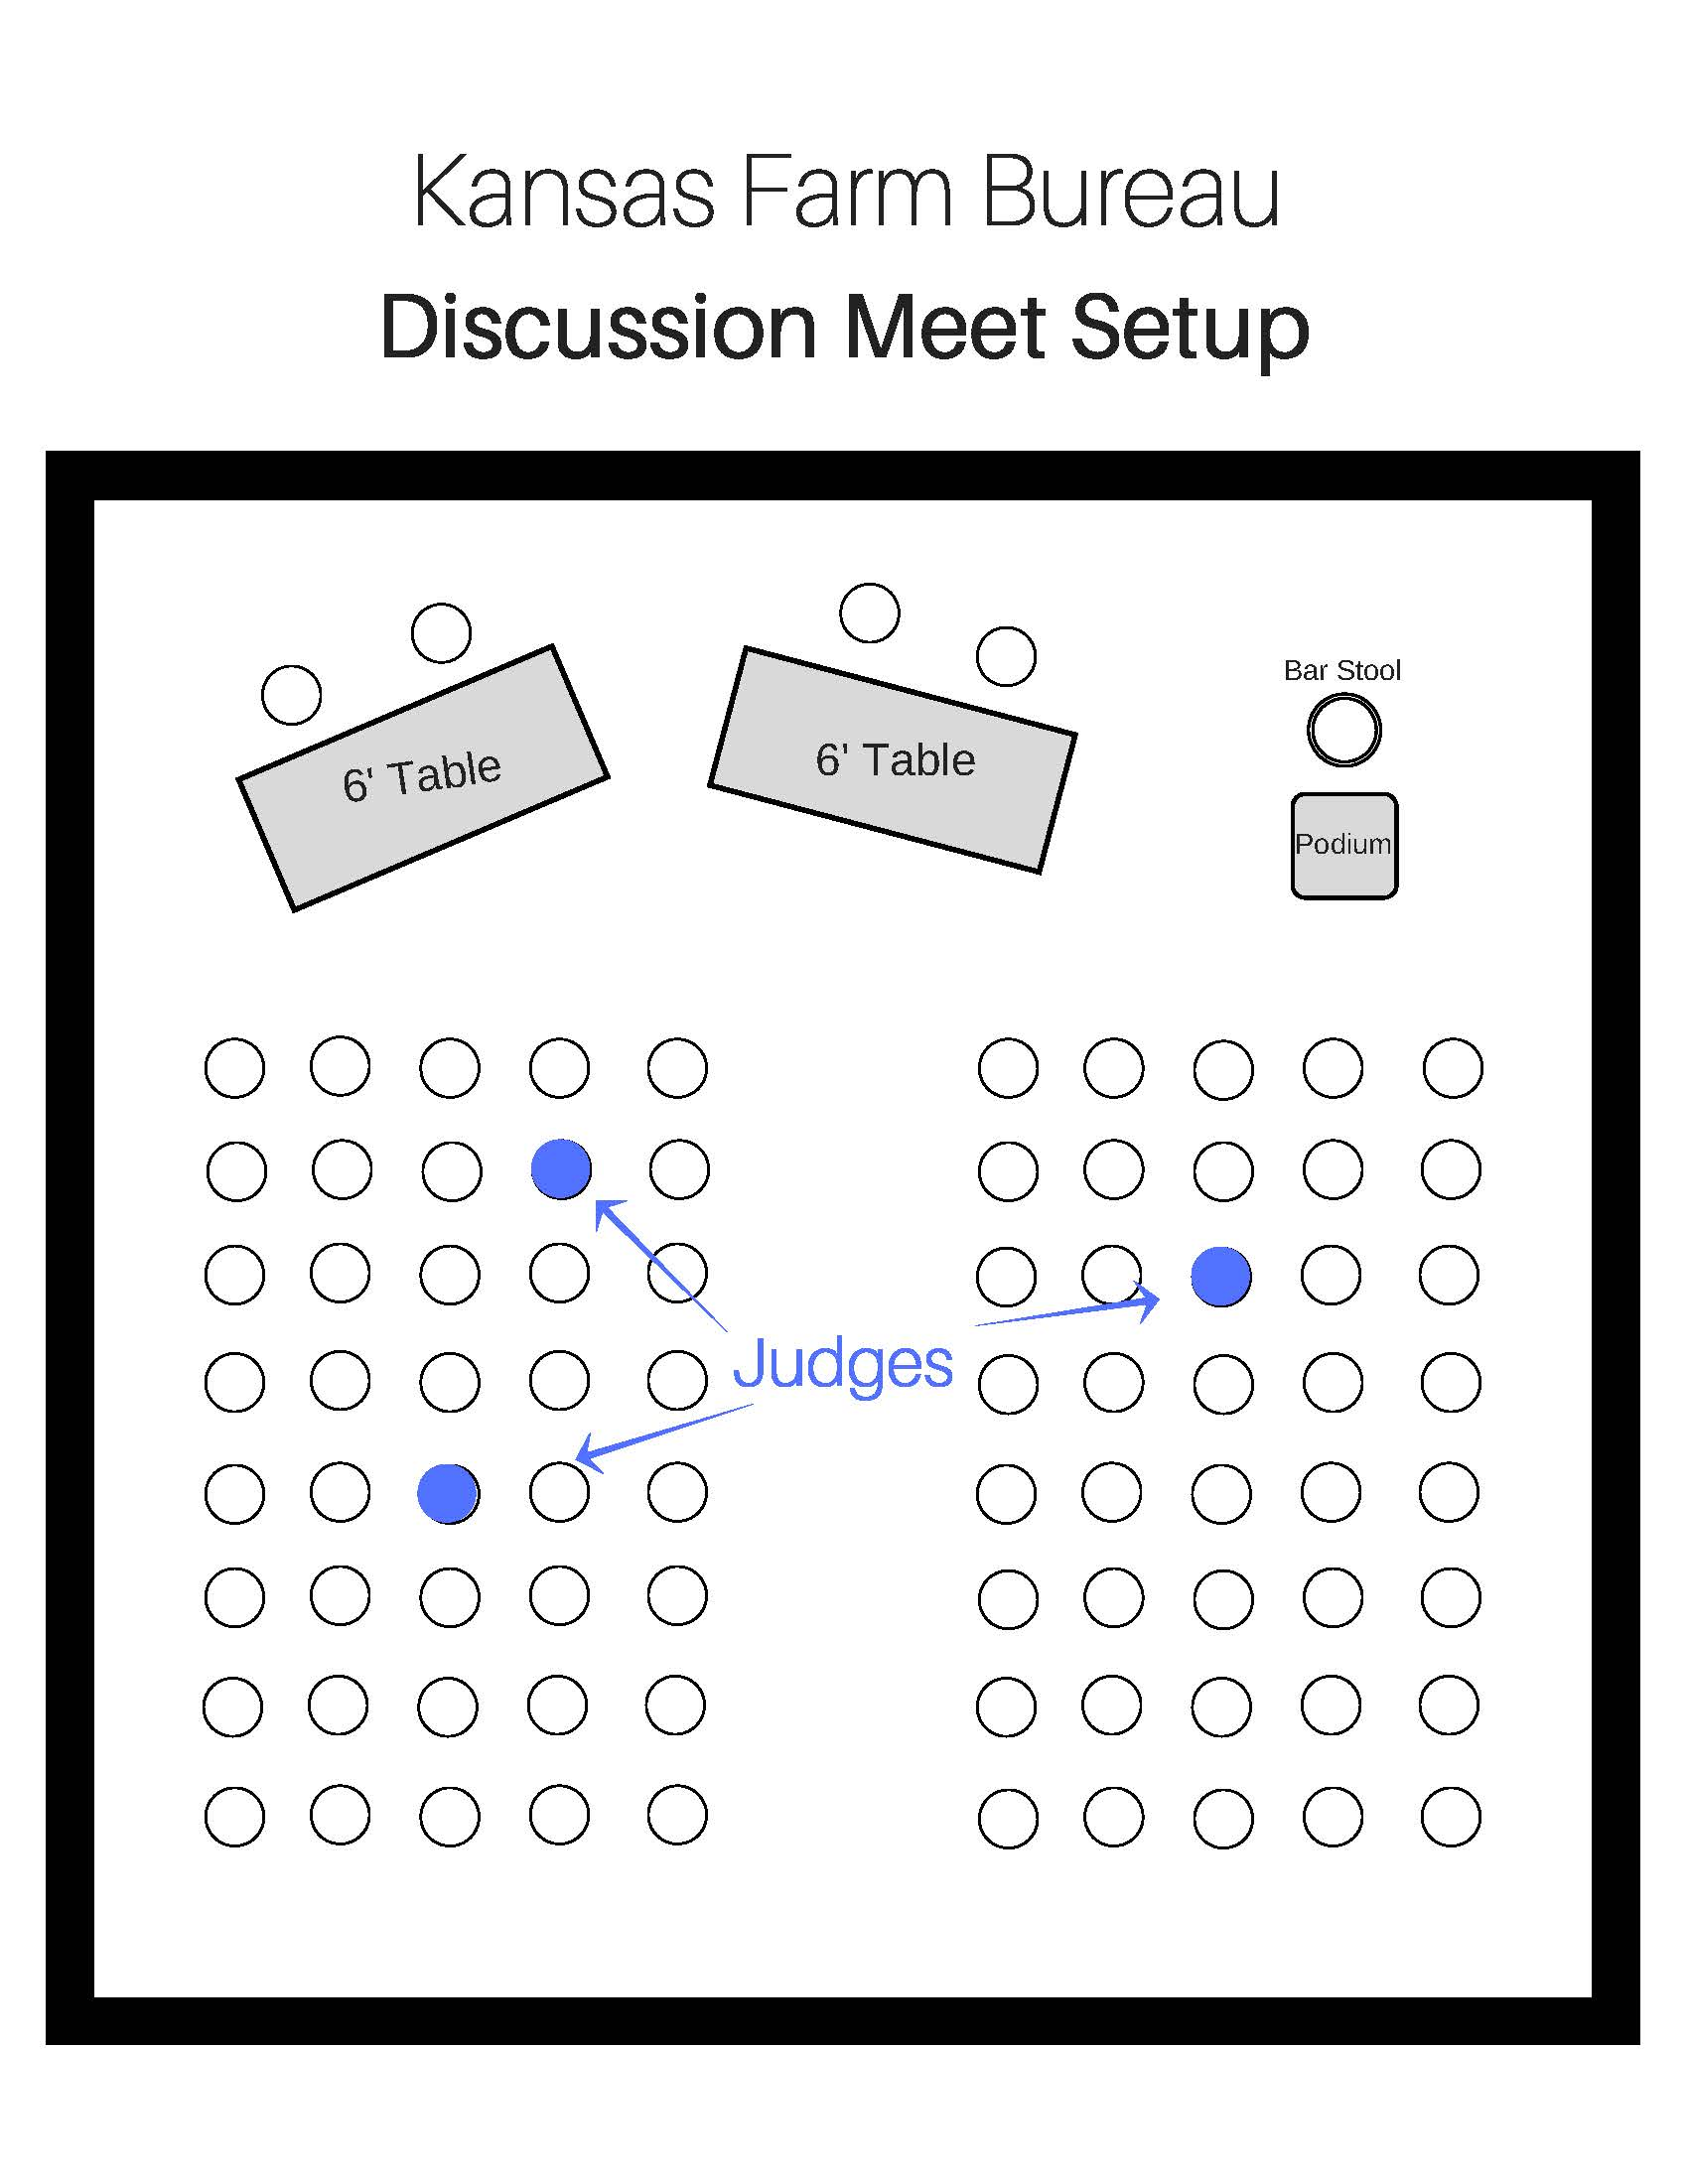 Kansas Farm Bureau
Discussion Meet Setup
Bar Stool
6' Table
6' Table
Podium
Judges